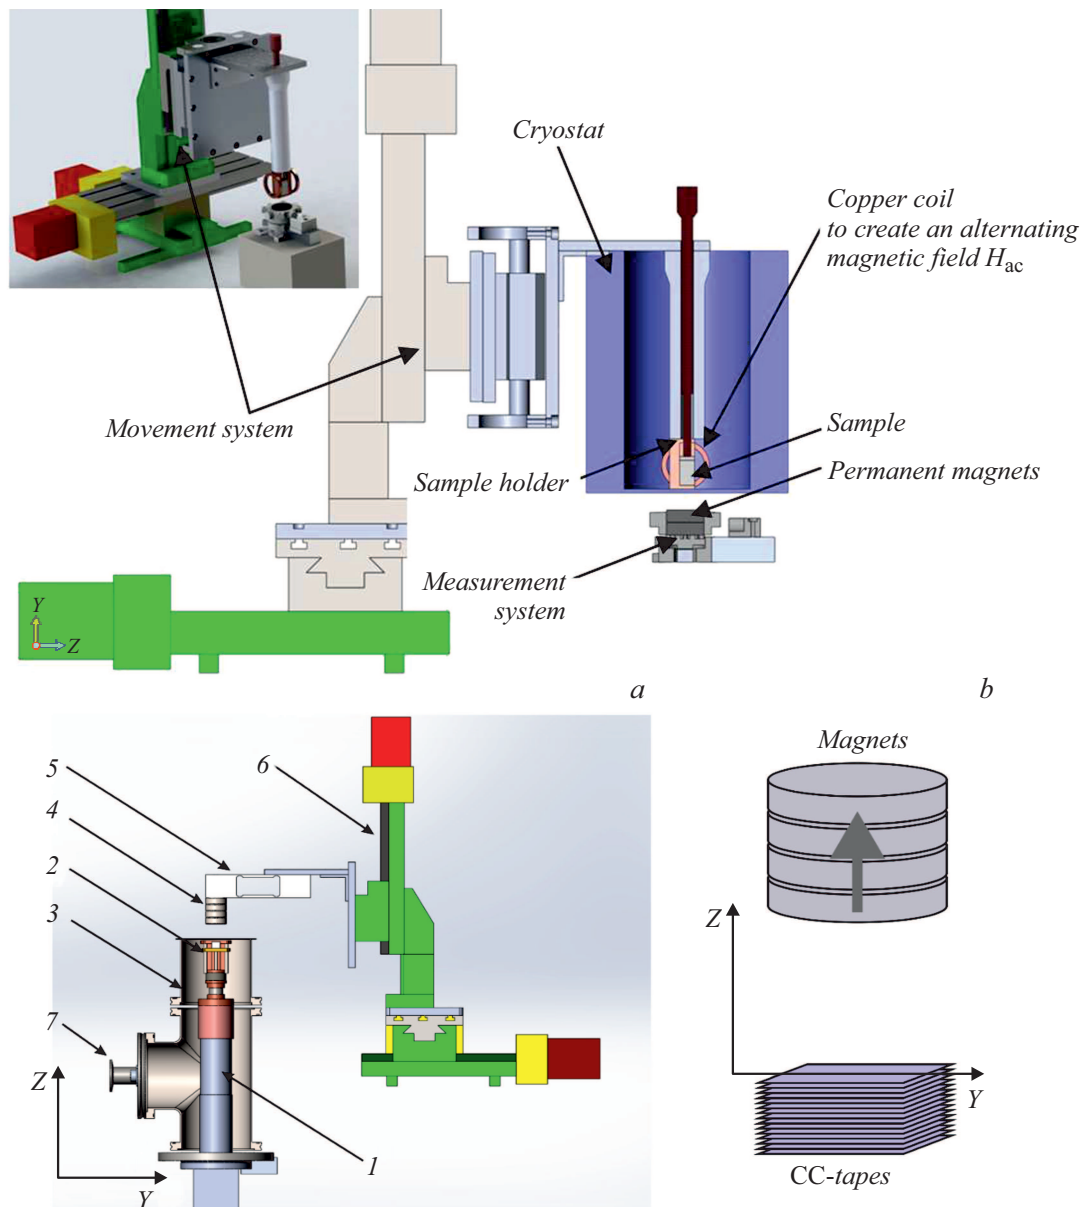 Cryostat
Copper coil
to create an alternating
magnetic field Hac
Movement system
Sample
Sample holder
Permanent magnets
Measurement
system
Y
Z
a
b
5
6
4
2
3
7
Z
Y
1
Magnets
Z
Y
CC-tapes